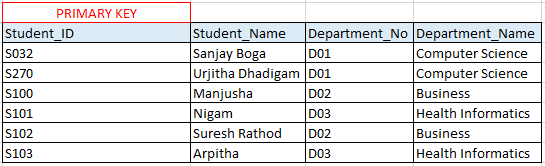 PRIMARY KEY
Student_ID Student_Name Department_No Department_Name
S032 Sanjay Boga D01 Computer Science
S270 Urjitha Dhadigam D01 Computer Science
S100 Manjusha D02 Business
S101 Nigam D03 Health Informatics
S102 Suresh Rathod D02 Business
S103 Arpitha D03 Health Informatics